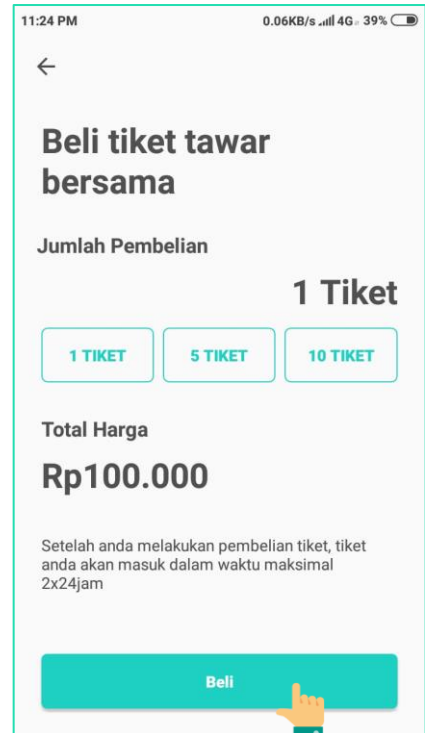 11:24 PM 0.06KB/s 4G 39%
Beli tiket tawar
bersama
Jumlah Pembelian
1 Tiket
1 TIKET 5 TIKET 10 TIKET
Total Harga
Rp100.000
Setelah anda melakukan pembelian tiket, tiket
anda akan masuk dalam waktu maksimal
2x24jam
Beli